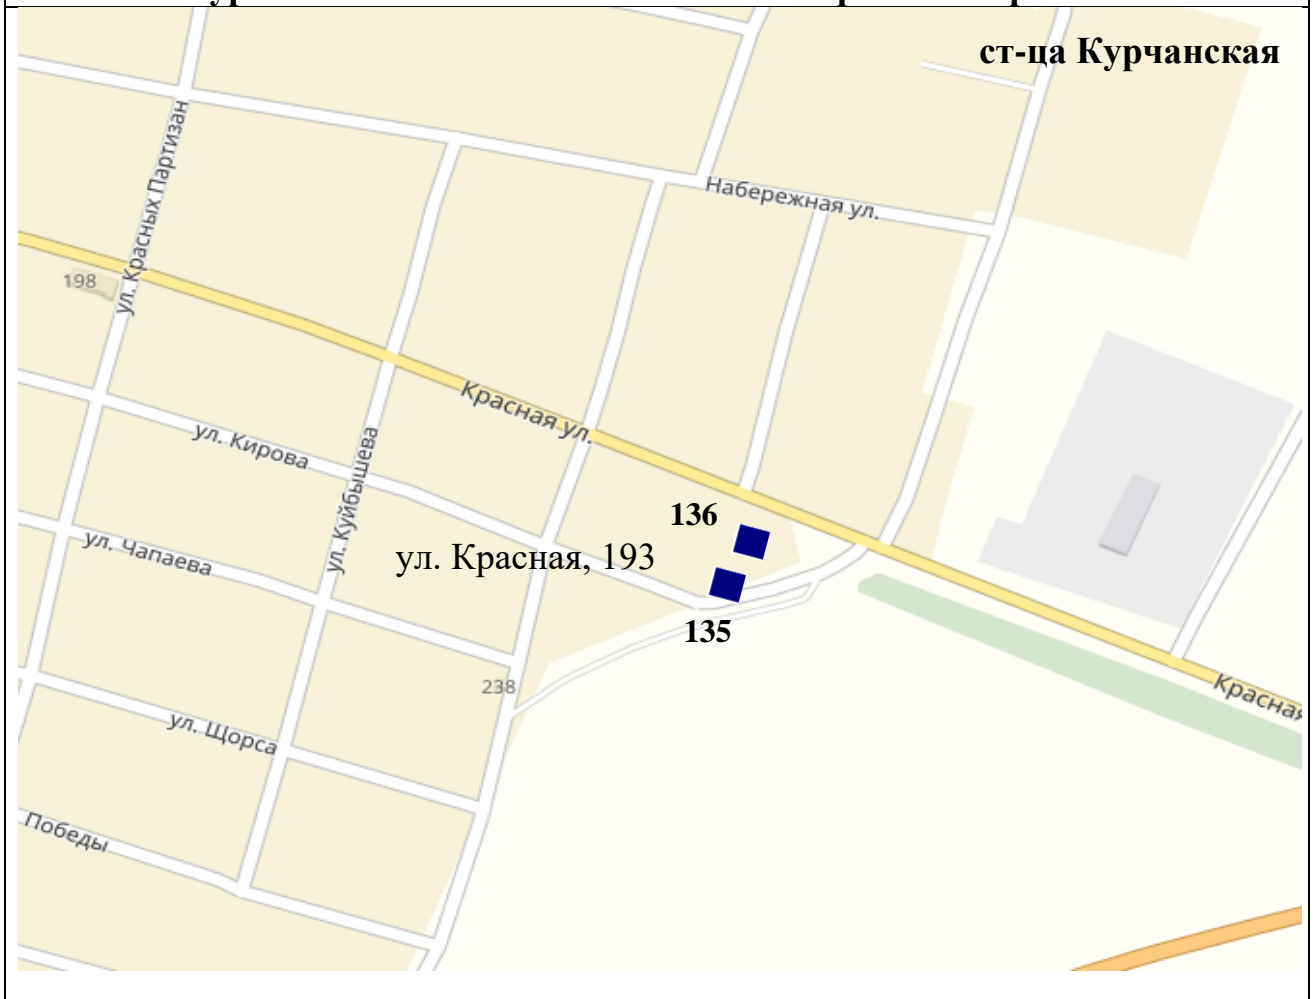 ст-ца Курчанская
ул. Красных Партизан
Набережная ул.
198
Красная ул.
ул. Кирова
ул. Куйбышева
136
ул. Чапаева
ул. Красная, 193
135
238
Красная
ул. Щорса
Победы